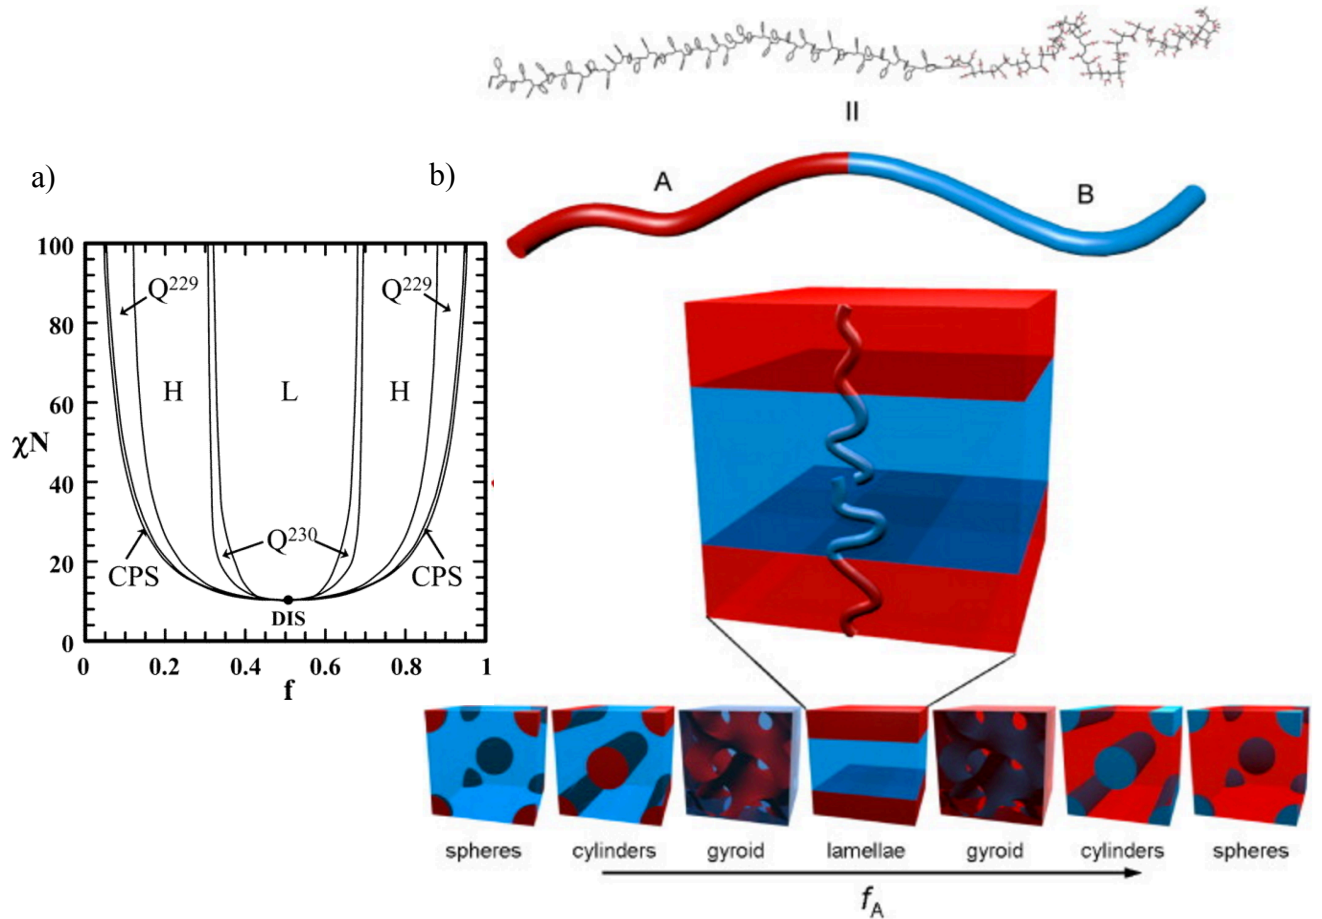 II
a)
b)
A
B
100
80
60
40
20
0
χN
Q229
Q229
H
L
H
Q230
CPS
CPS
DIS
0
0.2
0.4
0.6
0.8
1
f
spheres
cylinders
gyroid
lamellae
gyroid
cylinders
spheres
fA